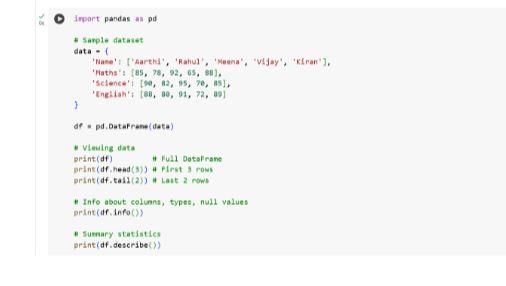 import pandas as pd
# Sample dataset
data = {
'Name': ['Aarthi', 'Rahul', 'Meena', 'Vijay', 'Kiran'],
'Maths': [85, 78, 92, 65, 88],
'Science': [90, 82, 95, 70, 85],
'English': [88, 80, 91, 72, 89]
}
df = pd.DataFrame(data)
# Viewing data
print(df) # Full DataFrame
print(df.head(3)) # First 3 rows
print(df.tail(2)) # Last 2 rows
# Info about columns, types, null values
print(df.info())
# Summary statistics
print(df.describe())